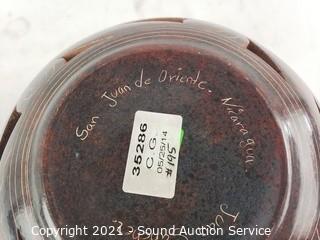 San Juan de Oriente. Nicaragua.
35286
C.G.
05/25/14
#195
Copyright 2021 - Sound Auction Service